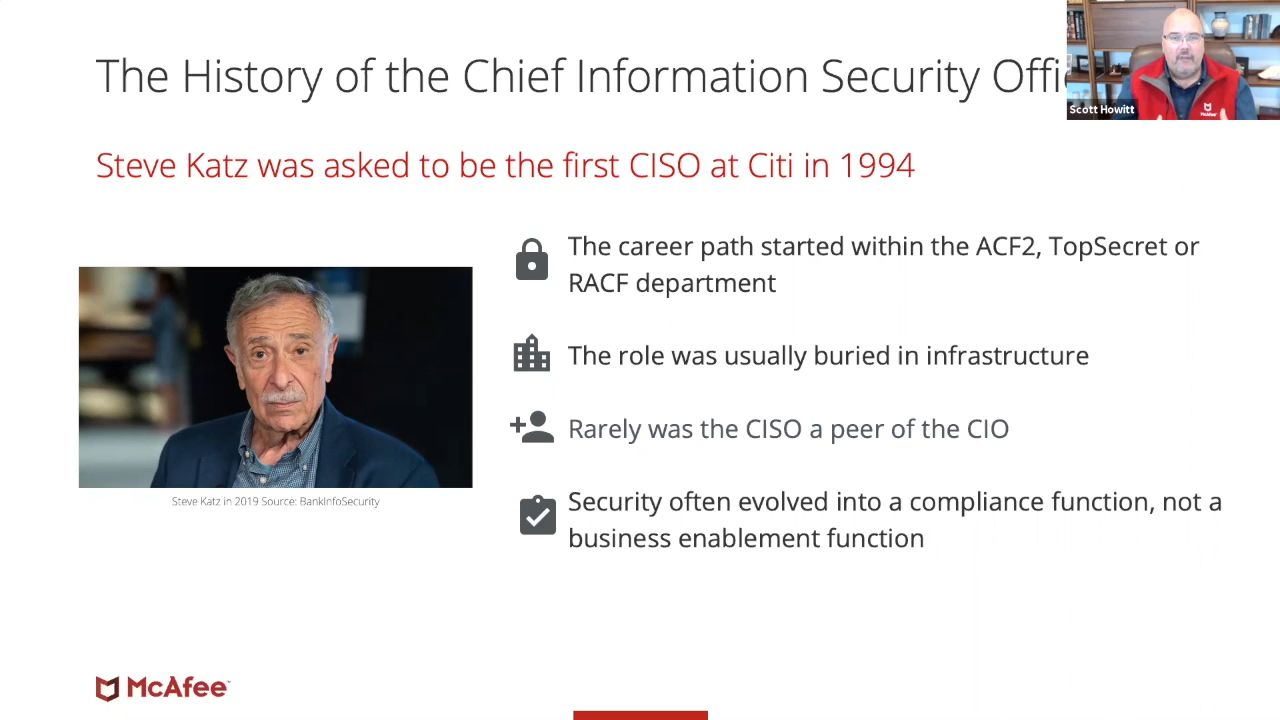 The History of the Chief Information Security Offi
Scott Howitt
McAfee
Steve Katz was asked to be the first CISO at Citi in 1994
The career path started within the ACF2, TopSecret or
RACF department
The role was usually buried in infrastructure
Rarely was the CISO a peer of the CIO
Steve Katz in 2019 Source: BankInfoSecurity
Security often evolved into a compliance function, not a
business enablement function
McAfee™